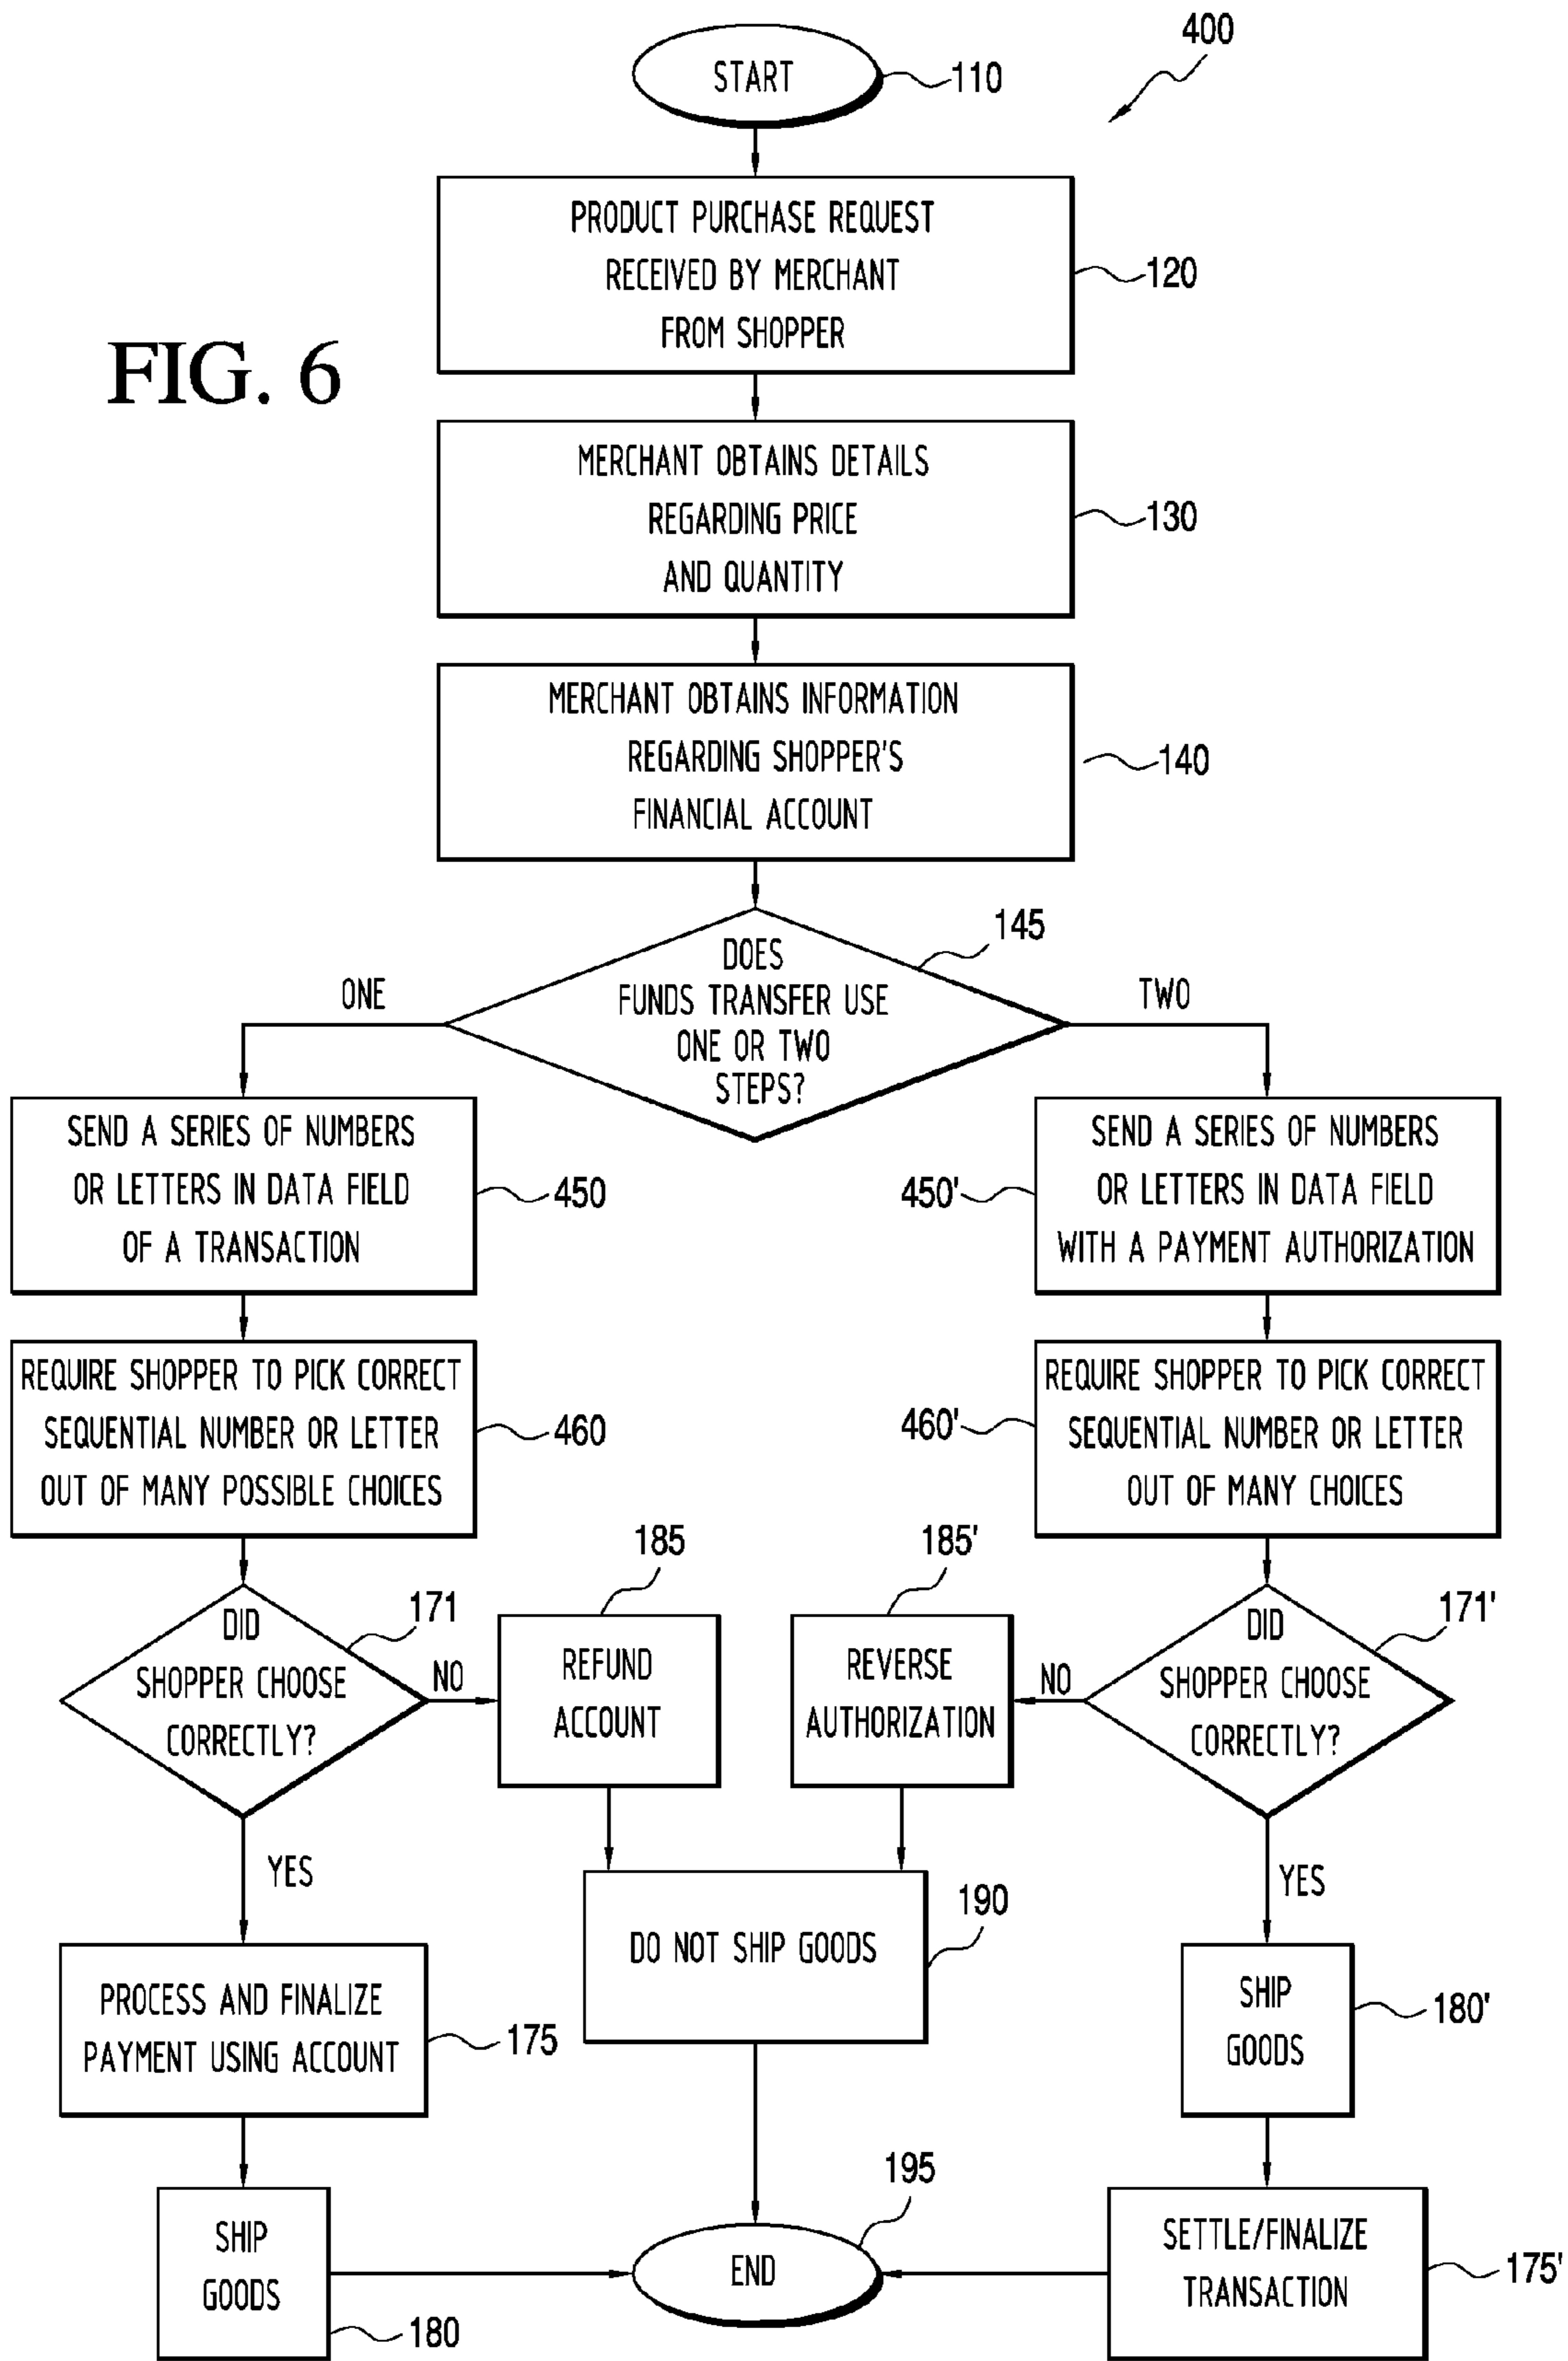 400
START
110
PRODUCT PURCHASE REQUEST
RECEIVED BY MERCHANT
FROM SHOPPER
120
FIG. 6
MERCHANT OBTAINS DETAILS
REGARDING PRICE
AND QUANTITY
130
MERCHANT OBTAINS INFORMATION
REGARDING SHOPPER'S
FINANCIAL ACCOUNT
140
145
DOES
FUNDS TRANSFER USE
ONE OR TWO
STEPS?
ONE
TWO
SEND A SERIES OF NUMBERS
OR LETTERS IN DATA FIELD
OF A TRANSACTION
450
450'
SEND A SERIES OF NUMBERS
OR LETTERS IN DATA FIELD
WITH A PAYMENT AUTHORIZATION
REQUIRE SHOPPER TO PICK CORRECT
SEQUENTIAL NUMBER OR LETTER
OUT OF MANY POSSIBLE CHOICES
460
460'
REQUIRE SHOPPER TO PICK CORRECT
SEQUENTIAL NUMBER OR LETTER
OUT OF MANY CHOICES
DID
SHOPPER CHOOSE
CORRECTLY?
171
NO
185
REFUND
ACCOUNT
185'
REVERSE
AUTHORIZATION
NO
171'
DID
SHOPPER CHOOSE
CORRECTLY?
YES
DO NOT SHIP GOODS
190
YES
PROCESS AND FINALIZE
PAYMENT USING ACCOUNT
175
SHIP
GOODS
180'
SHIP
GOODS
180
195
END
SETTLE/FINALIZE
TRANSACTION
175'